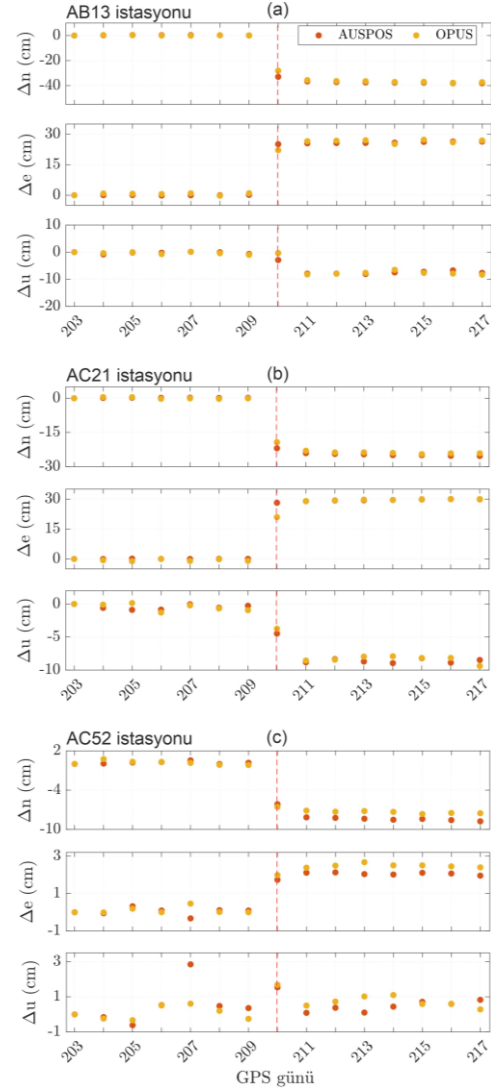 AB13 istasyonu (a)
AUSPOS OPUS
Δn (cm)
0
-20
-40
Δe (cm)
30
15
0
Δu (cm)
10
0
-10
-20
203 205 207 209 211 213 215 217
AC21 istasyonu (b)
Δn (cm)
0
-15
-30
Δe (cm)
30
15
0
Δu (cm)
0
-5
-10
203 205 207 209 211 213 215 217
AC52 istasyonu (c)
Δn (cm)
2
-4
-10
Δe (cm)
3
1
-1
Δu (cm)
3
1
-1
203 205 207 209 211 213 215 217
GPS günü